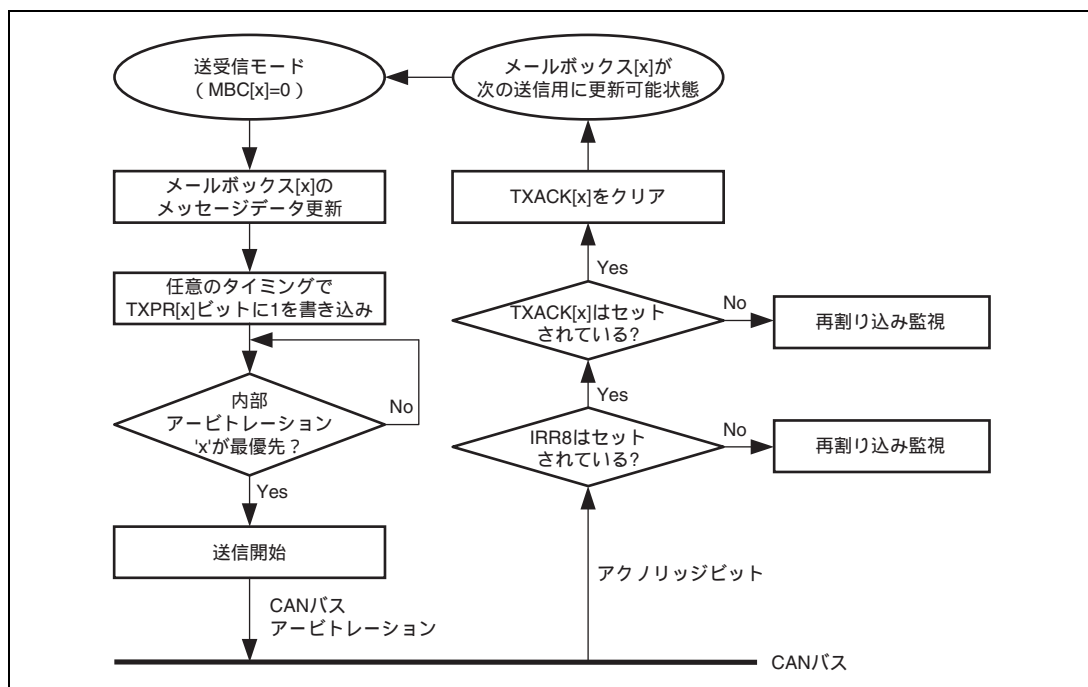 送受信モード
(MBC[x]=0)
メールボックス[x]の
メッセージデータ更新
任意のタイミングで
TXPR[x]ビットに1を書き込み
内部
アービトレーション
'x'が最優先?
No
Yes
送信開始
CANバス
アービトレーション
メールボックス[x]が
次の送信用に更新可能状態
TXACK[x]をクリア
Yes
TXACK[x]はセット
されている?
No
再割り込み監視
Yes
IRR8はセット
されている?
No
再割り込み監視
アクノリッジビット
CANバス